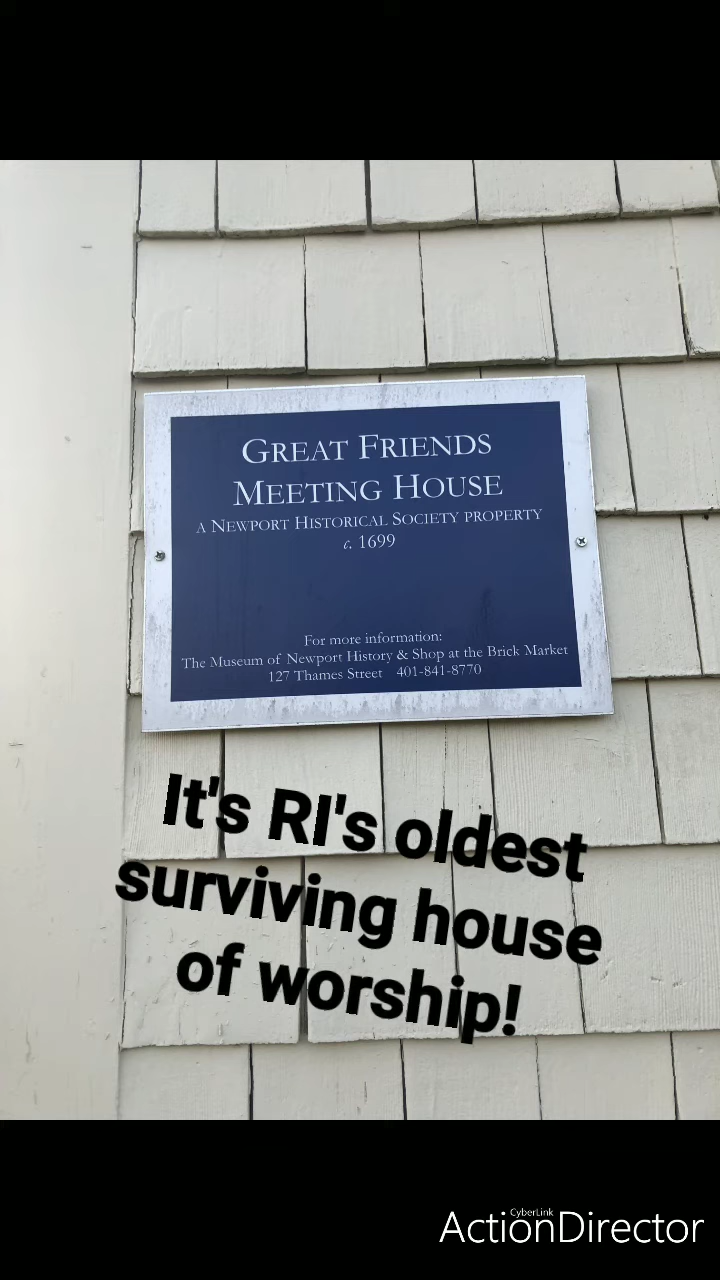 GREAT FRIENDS
MEETING HOUSE
A NEWPORT HISTORICAL SOCIETY PROPERTY
c. 1699
For more information:
The Museum of Newport History & Shop at the Brick Market
127 Thames Street 401-841-8770
It's RI's oldest
surviving house
of worship!
CyberLink
ActionDirector